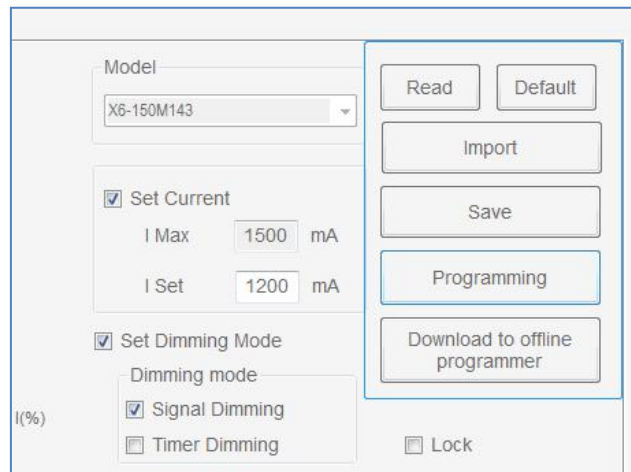 Model
X6-150M143
Set Current
I Max 1500 mA
I Set 1200 mA
Set Dimming Mode
Dimming mode
Signal Dimming
Timer Dimming
I(%)
Read Default
Import
Save
Programming
Download to offline
programmer
Lock